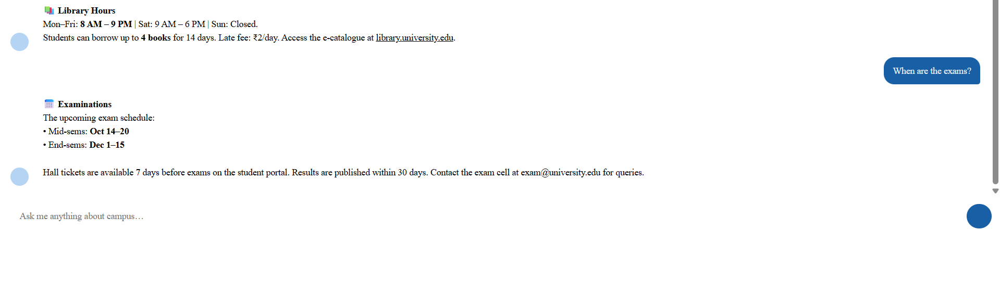 Library Hours
Mon–Fri: 8 AM – 9 PM | Sat: 9 AM – 6 PM | Sun: Closed.
Students can borrow up to 4 books for 14 days. Late fee: ₹2/day. Access the e-catalogue at library.university.edu.
When are the exams?
Examinations
The upcoming exam schedule:
• Mid-sems: Oct 14–20
• End-sems: Dec 1–15
Hall tickets are available 7 days before exams on the student portal. Results are published within 30 days. Contact the exam cell at exam@university.edu for queries.
Ask me anything about campus…